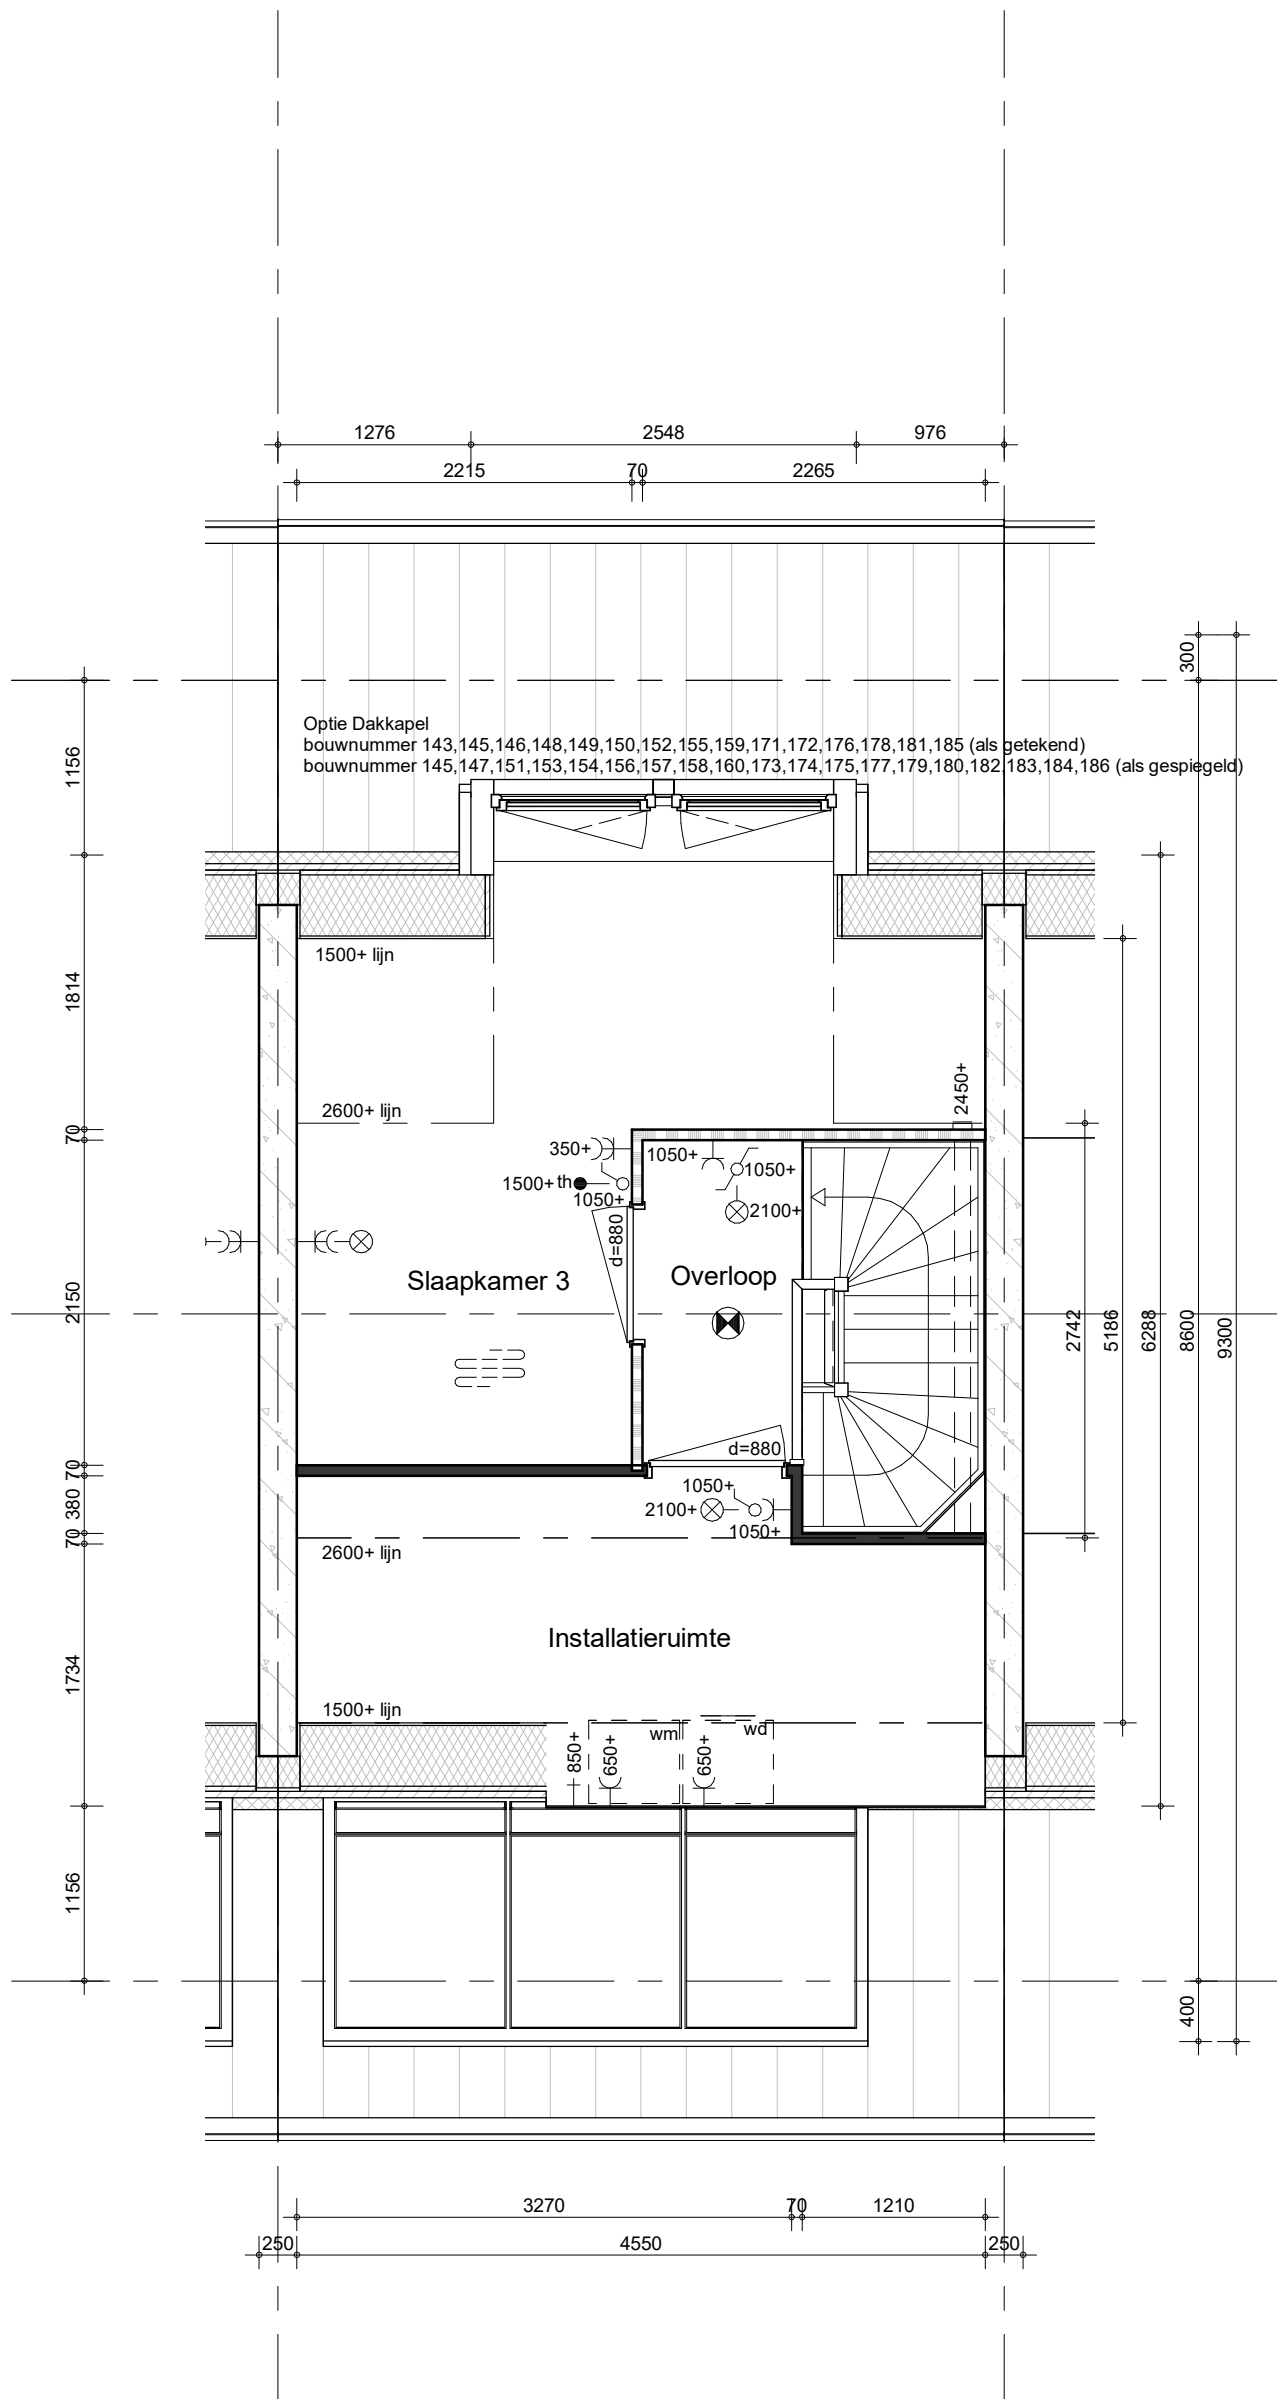 1276
2548
976
2215
70
2265
300
Optie Dakkapel
bouwnummer 143,145,146,148,149,150,152,155,159,171,172,176,178,181,185 (als getekend)
bouwnummer 145,147,151,153,154,156,157,158,160,173,174,175,177,179,180,182,183,184,186 (als gespiegeld)
1156
1500+ lijn
1814
2600+ lijn
2450+
70
350+
1050+
1050+
1500+ th
1050+
2100+
d=880
Slaapkamer 3
Overloop
2150
2742
5186
6288
8600
9300
d=880
70
380
70
1050+
2100+
1050+
2600+ lijn
Installatieruimte
1734
1500+ lijn
wm
wd
850+
650+
650+
1156
400
3270
70
1210
250
4550
250